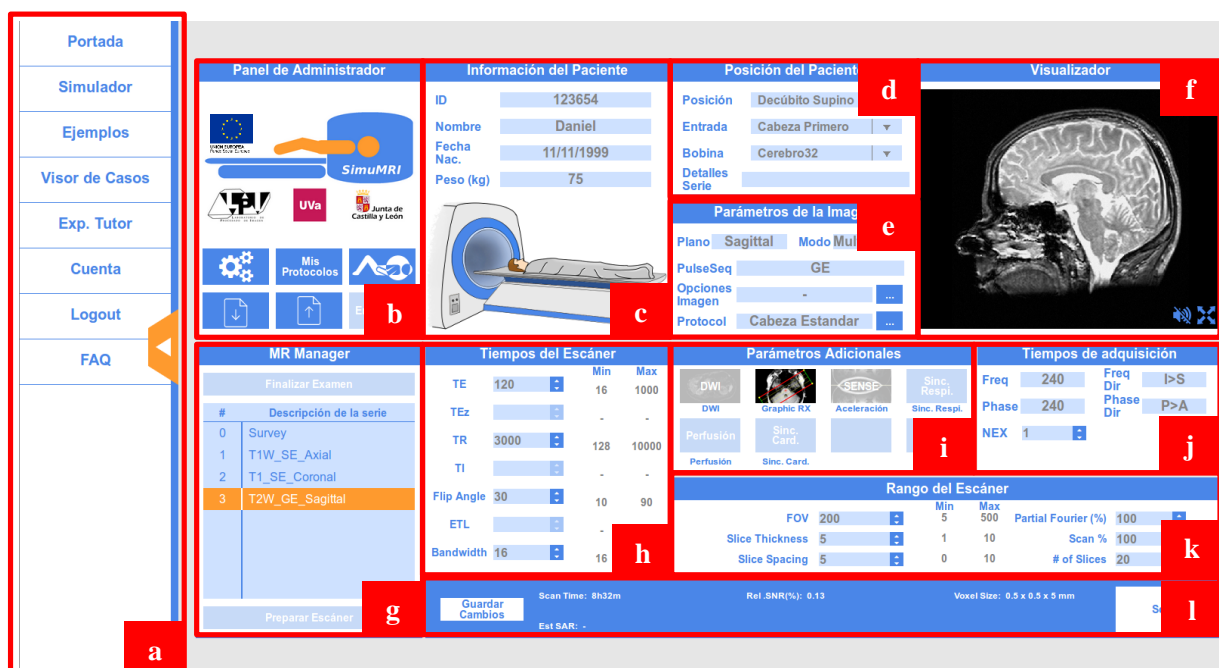 Portada
Simulador
Ejemplos
Visor de Casos
Exp. Tutor
Cuenta
Logout
FAQ
a
Panel de Administrador
UNION EUROPEA
Fondo Social Europeo
SimuMRI
UVa
Junta de
Castilla y León
Mis
Protocolos
b
Información del Paciente
ID 123654
Nombre Daniel
Fecha
Nac. 11/11/1999
Peso (kg) 75
c
Posición del Paciente
d
Posición Decúbito Supino
Entrada Cabeza Primero
Bobina Cerebro32
Detalles
Serie
Parámetros de la Imag
e
Plano Sagittal Modo Mul
PulseSeq GE
Opciones
Imagen - ...
Protocol Cabeza Estandar ...
Visualizador
f
MR Manager
Finalizar Examen
# Descripción de la serie
0 Survey
1 T1W_SE_Axial
2 T1_SE_Coronal
3 T2W_GE_Sagittal
Preparar Escáner
g
Tiempos del Escáner
Min Max
TE 120 16 1000
TEz - -
TR 3000 128 10000
TI - -
Flip Angle 30 10 90
ETL -
Bandwidth 16 16
h
Parámetros Adicionales
DWI SENSE Sinc.
Respi.
DWI Graphic RX Aceleración Sinc. Respi.
Perfusión Sinc.
Card.
Perfusión Sinc. Card.
i
Tiempos de adquisición
Freq 240 Freq
Dir I>S
Phase 240 Phase
Dir P>A
NEX 1
j
Rango del Escáner
Min Max
FOV 200 5 500 Partial Fourier (%) 100
Slice Thickness 5 1 10 Scan % 100
Slice Spacing 5 0 10 # of Slices 20
k
Guardar
Cambios
Scan Time: 8h32m Rel .SNR(%): 0.13 Voxel Size: 0.5 x 0.5 x 5 mm
Est SAR: -
l